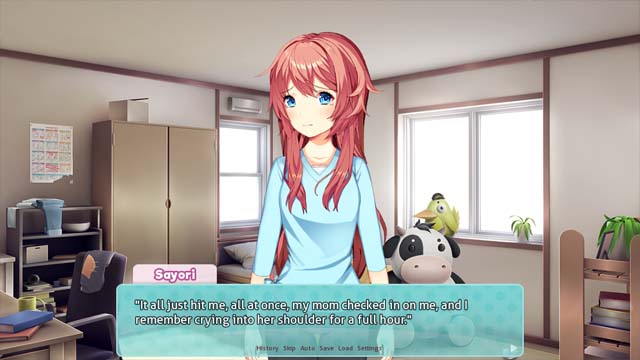 Sayori
"It all just hit me, all at once, my mom checked in on me, and I
remember crying into her shoulder for a full hour."
History Skip Auto Save Load Settings